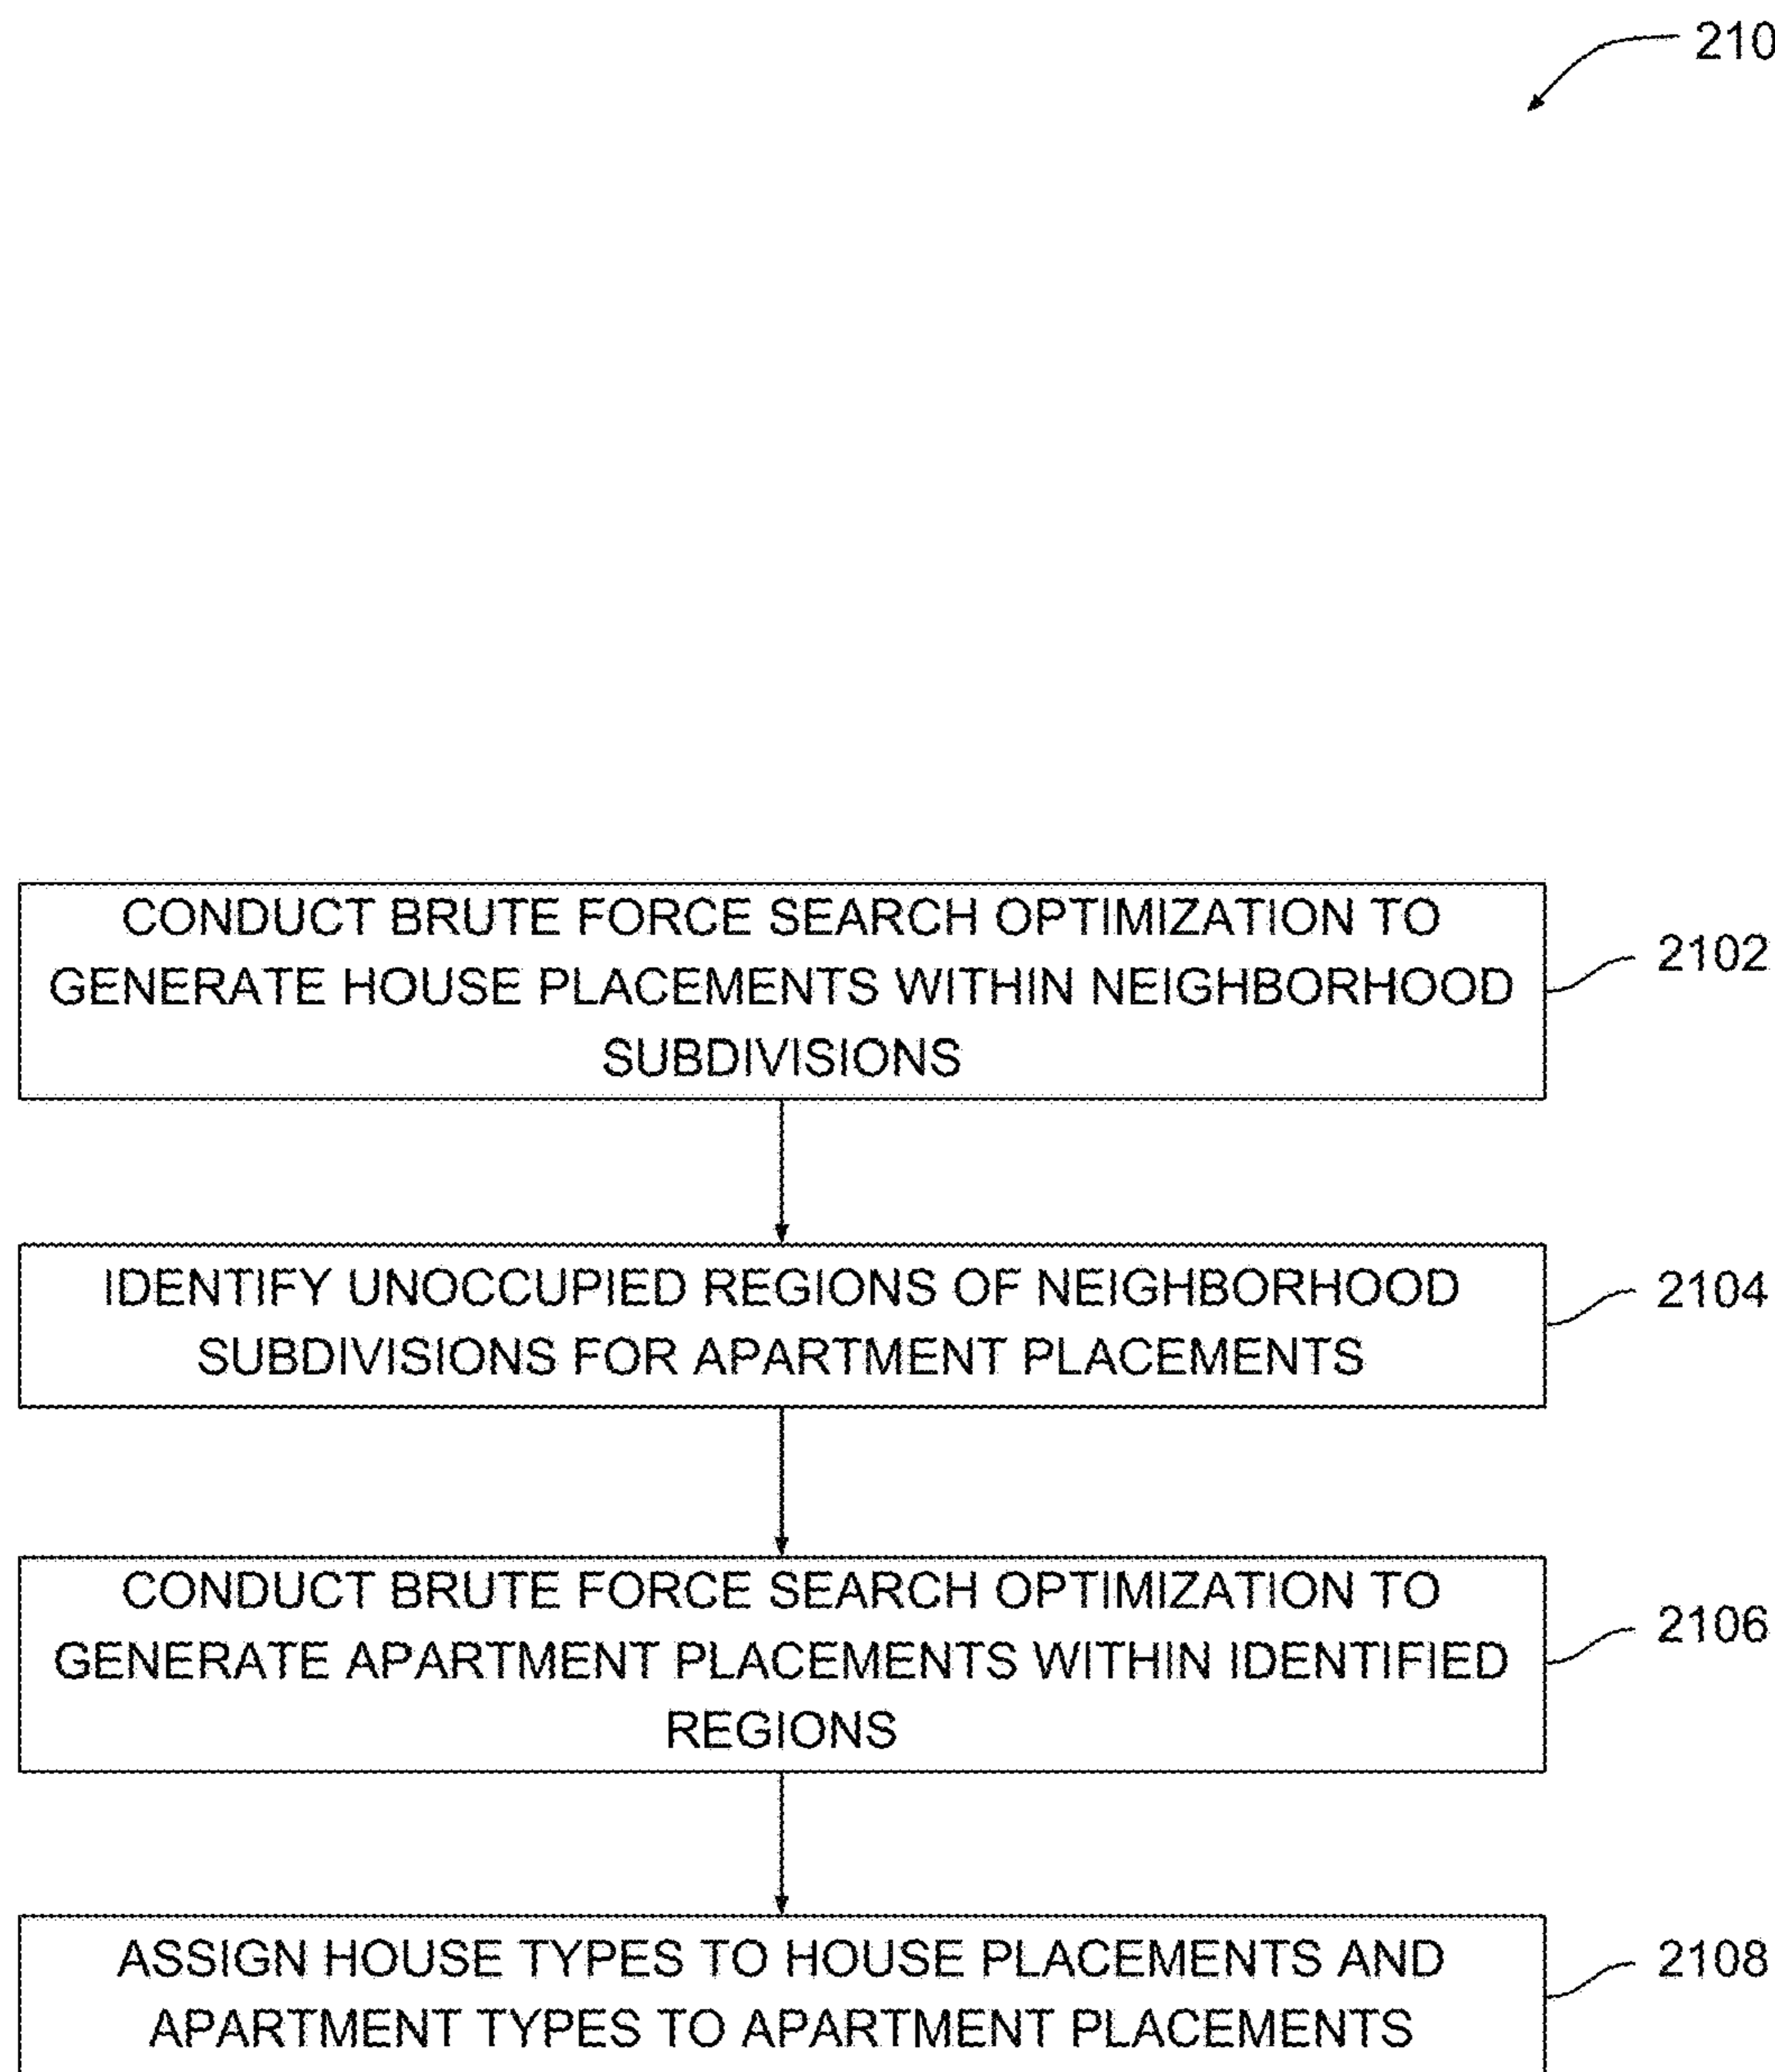 210
CONDUCT BRUTE FORCE SEARCH OPTIMIZATION TO
GENERATE HOUSE PLACEMENTS WITHIN NEIGHBORHOOD
SUBDIVISIONS
2102
IDENTIFY UNOCCUPIED REGIONS OF NEIGHBORHOOD
SUBDIVISIONS FOR APARTMENT PLACEMENTS
2104
CONDUCT BRUTE FORCE SEARCH OPTIMIZATION TO
GENERATE APARTMENT PLACEMENTS WITHIN IDENTIFIED
REGIONS
2106
ASSIGN HOUSE TYPES TO HOUSE PLACEMENTS AND
APARTMENT TYPES TO APARTMENT PLACEMENTS
2108